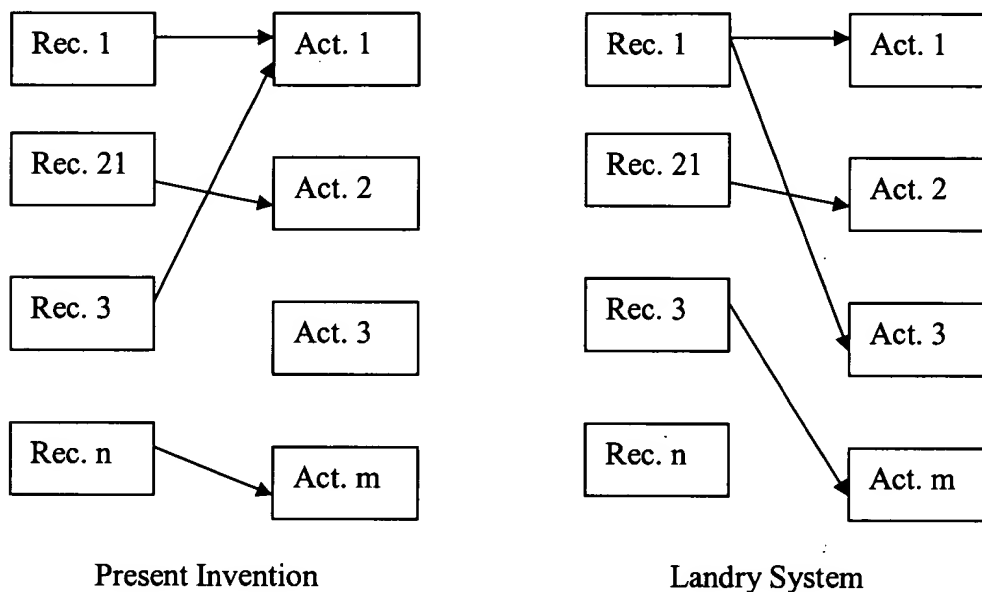 Rec. 1
Act. 1
Rec. 21
Act. 2
Rec. 3
Act. 3
Rec. n
Act. m
Present Invention
Rec. 1
Act. 1
Rec. 21
Act. 2
Rec. 3
Act. 3
Rec. n
Act. m
Landry System